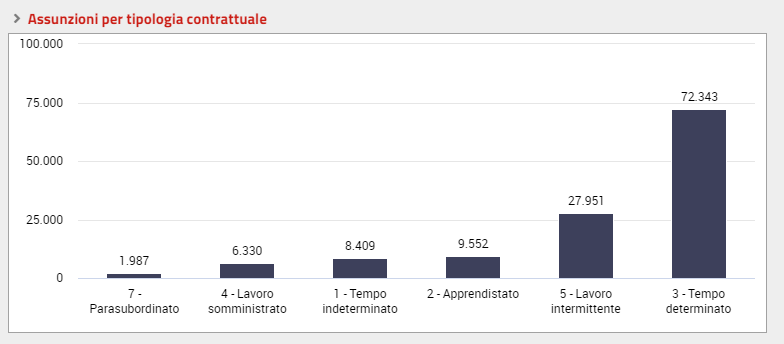 Assunzioni per tipologia contrattuale
100.000
75.000
50.000
25.000
0
1.987
6.330
8.409
9.552
27.951
72.343
7 -
Parasubordinato
4 - Lavoro
somministrato
1 - Tempo
indeterminato
2 - Apprendistato
5 - Lavoro
intermittente
3 - Tempo
determinato